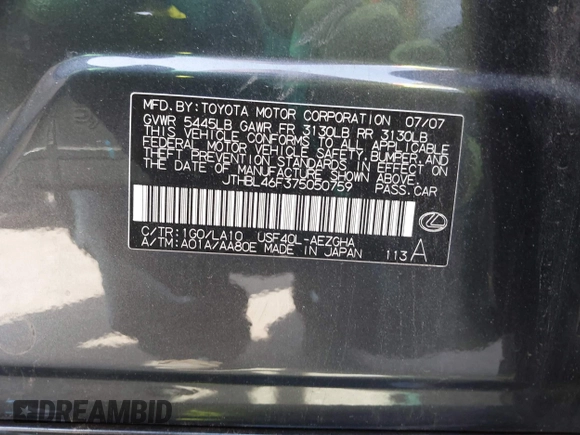 MFD. BY: TOYOTA MOTOR CORPORATION 07/07
GVWR 5445LB GAWR FR 3130LB RR 3130LB
THIS VEHICLE CONFORMS TO ALL APPLICABLE
FEDERAL MOTOR VEHICLE SAFETY, BUMPER, AND
THEFT PREVENTION STANDARDS IN EFFECT ON
THE DATE OF MANUFACTURE SHOWN ABOVE.
JTHBL46F375050759 PASS. CAR
C/TR: 1G0/LA10 USF40L-AEZGHA
A/TM: A01A/AA80E MADE IN JAPAN 113 A
DREAMBID